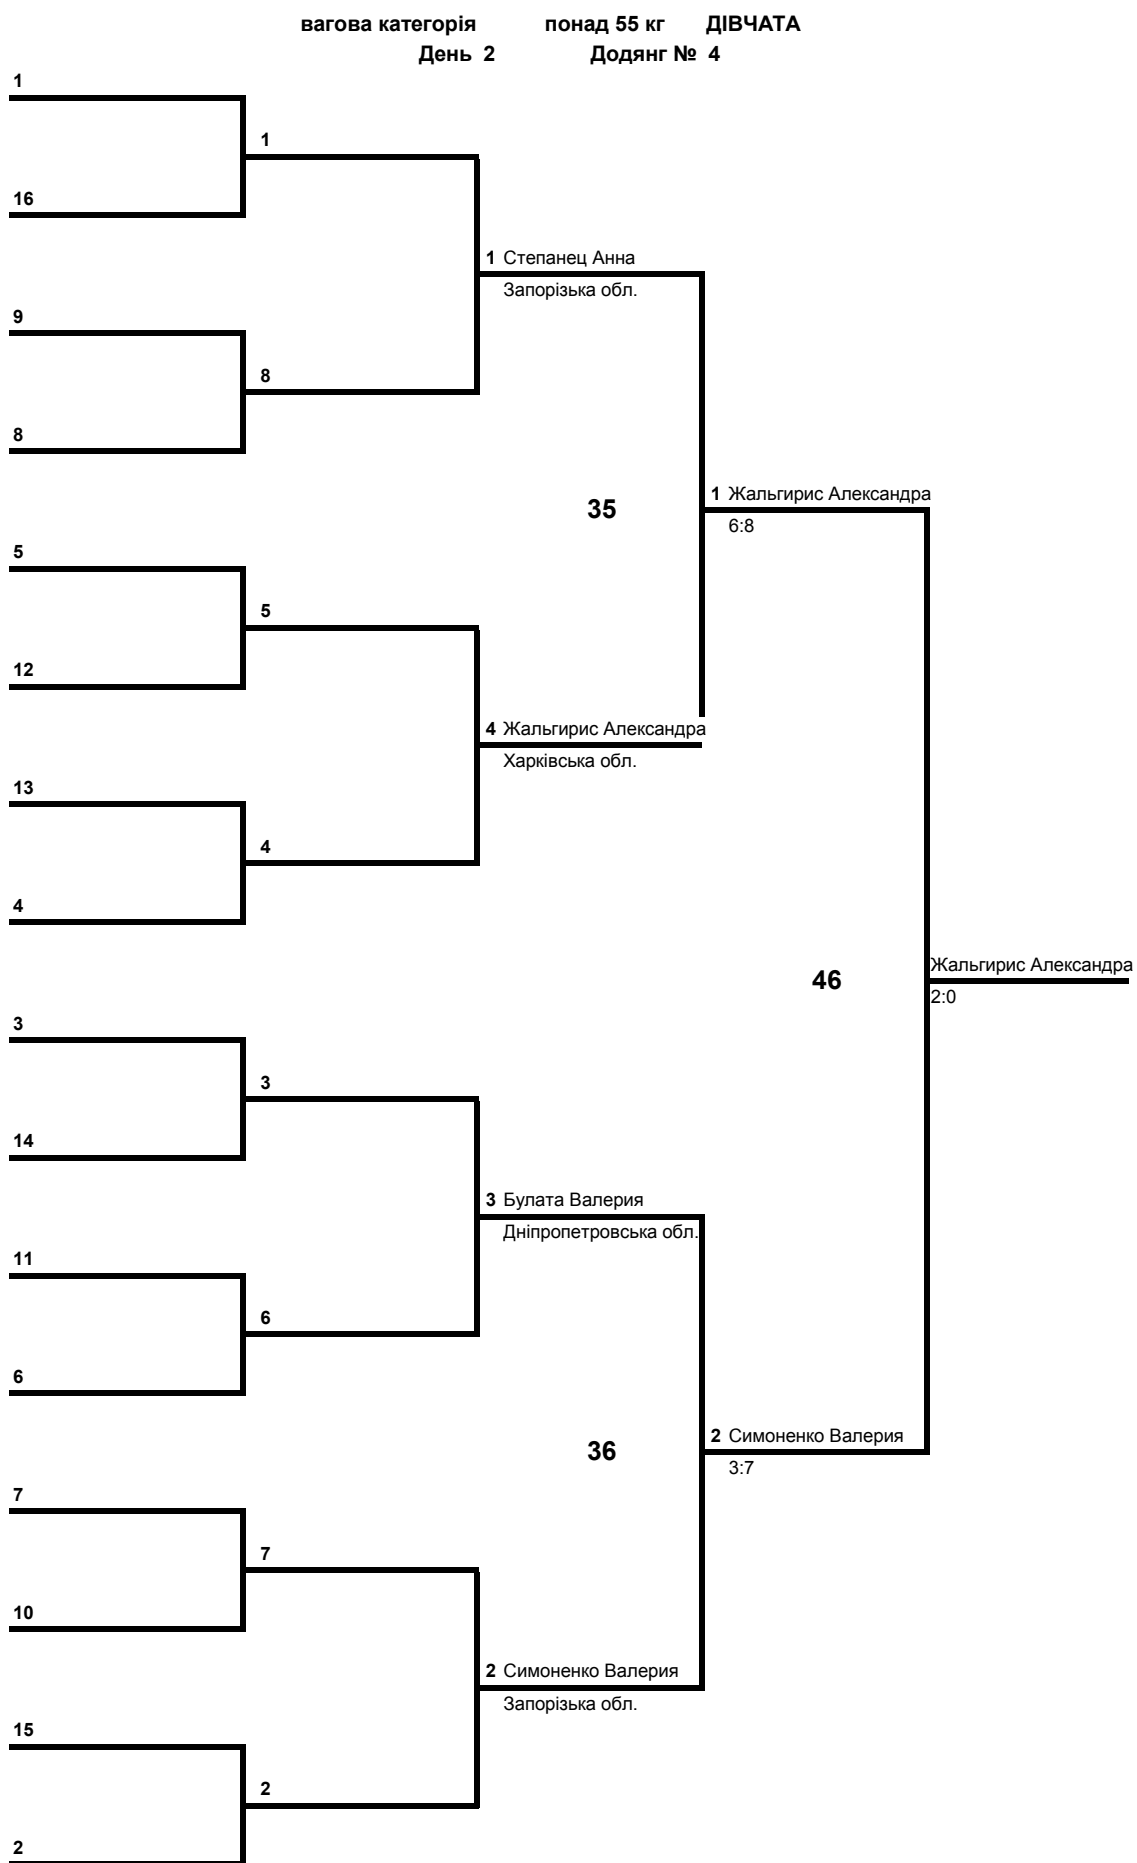 вагова категорія понад 55 кг ДІВЧАТА
День 2 Додянг № 4
1
1
16
1 Степанец Анна
Запорізька обл.
9
8
8
35
1 Жальгирис Александра
6:8
5
5
12
4 Жальгирис Александра
Харківська обл.
13
4
4
46
Жальгирис Александра
2:0
3
3
14
3 Булата Валерия
Дніпропетровська обл.
11
6
6
36
2 Симоненко Валерия
3:7
7
7
10
2 Симоненко Валерия
Запорізька обл.
15
2
2